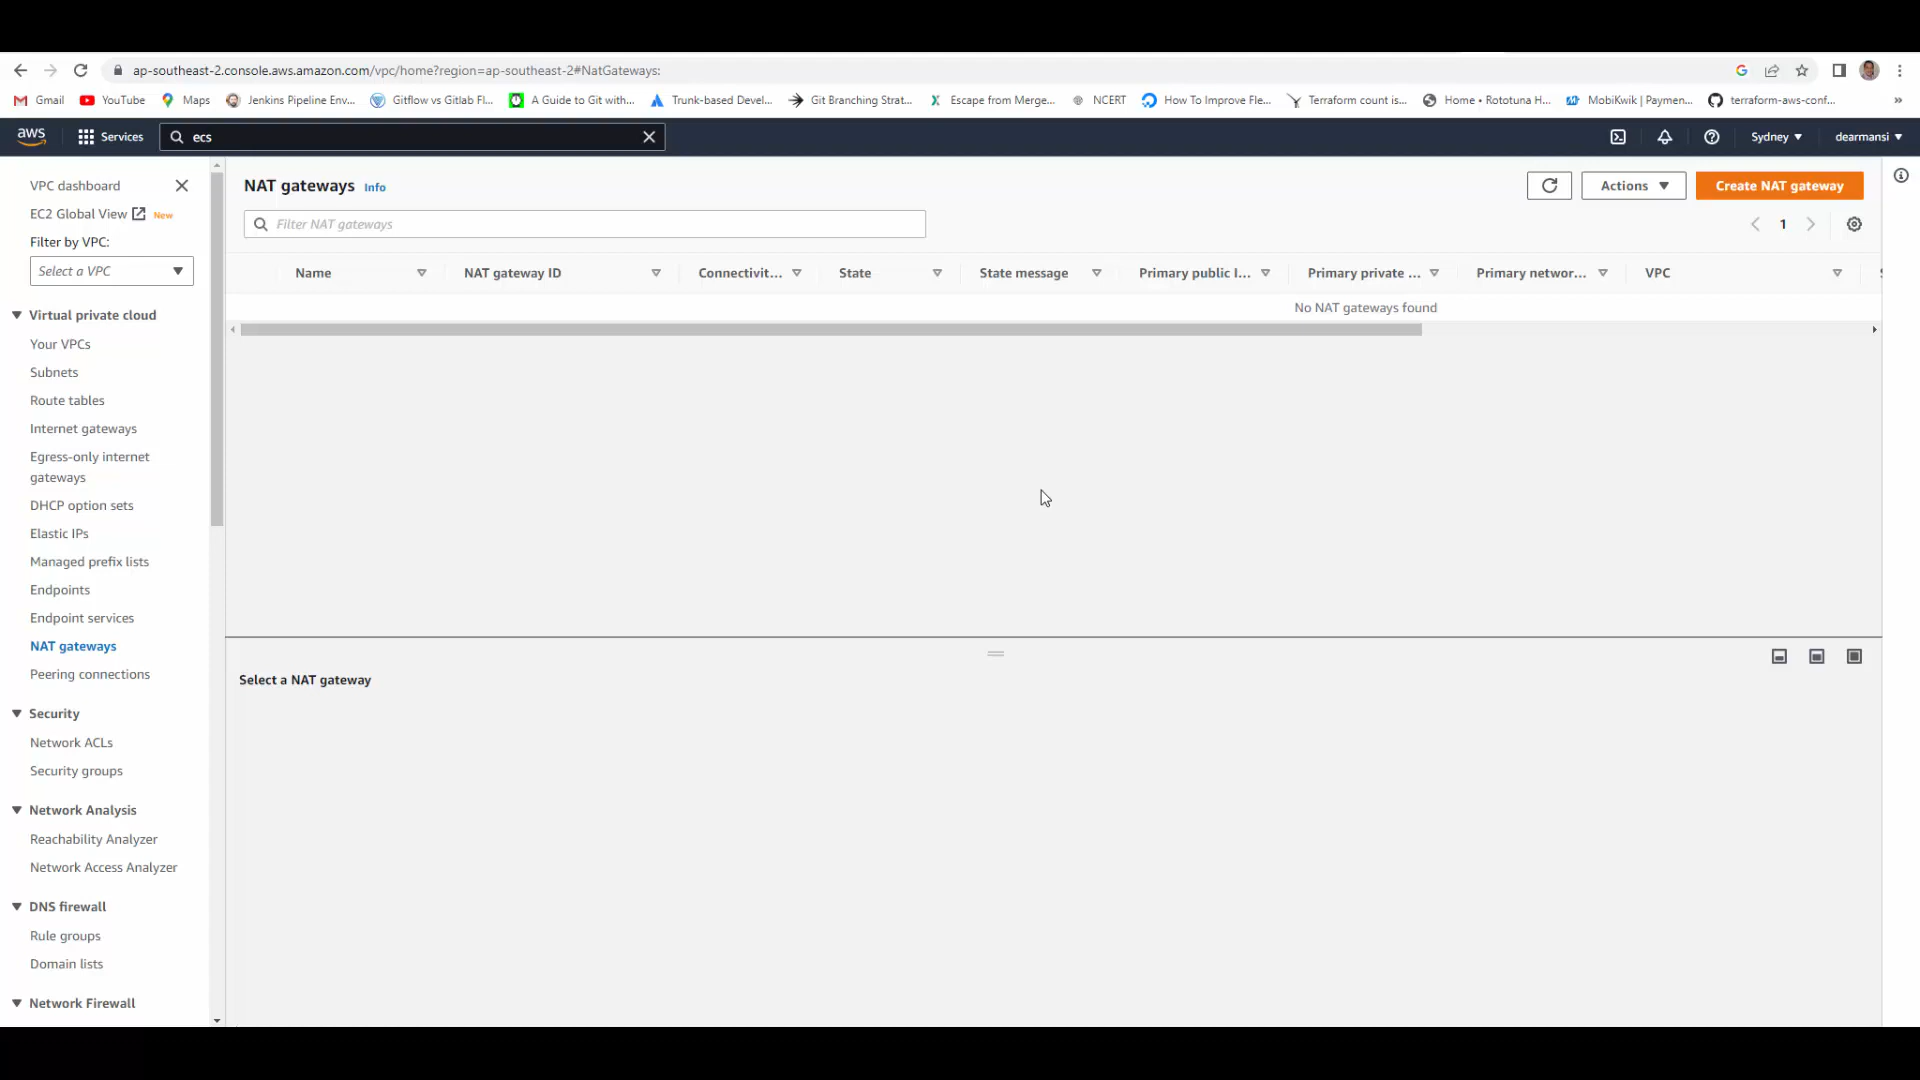 ap-southeast-2.console.aws.amazon.com/vpc/home?region=ap-southeast-2#NatGateways:
Gmail YouTube Maps Jenkins Pipeline Env... Gitflow vs Gitlab Fl... A Guide to Git with... Trunk-based Devel... Git Branching Strat... Escape from Merge... NCERT How To Improve Fle... Terraform count is... Home • Rototuna H... MobiKwik | Paymen... terraform-aws-conf... »
aws Services ecs Sydney dearmansi
VPC dashboard
EC2 Global View New
Filter by VPC:
Select a VPC
Virtual private cloud
Your VPCs
Subnets
Route tables
Internet gateways
Egress-only internet
gateways
DHCP option sets
Elastic IPs
Managed prefix lists
Endpoints
Endpoint services
NAT gateways
Peering connections
Security
Network ACLs
Security groups
Network Analysis
Reachability Analyzer
Network Access Analyzer
DNS firewall
Rule groups
Domain lists
Network Firewall
NAT gateways Info
Actions Create NAT gateway
Filter NAT gateways
1
Name NAT gateway ID Connectivit... State State message Primary public I... Primary private ... Primary networ... VPC
No NAT gateways found
Select a NAT gateway